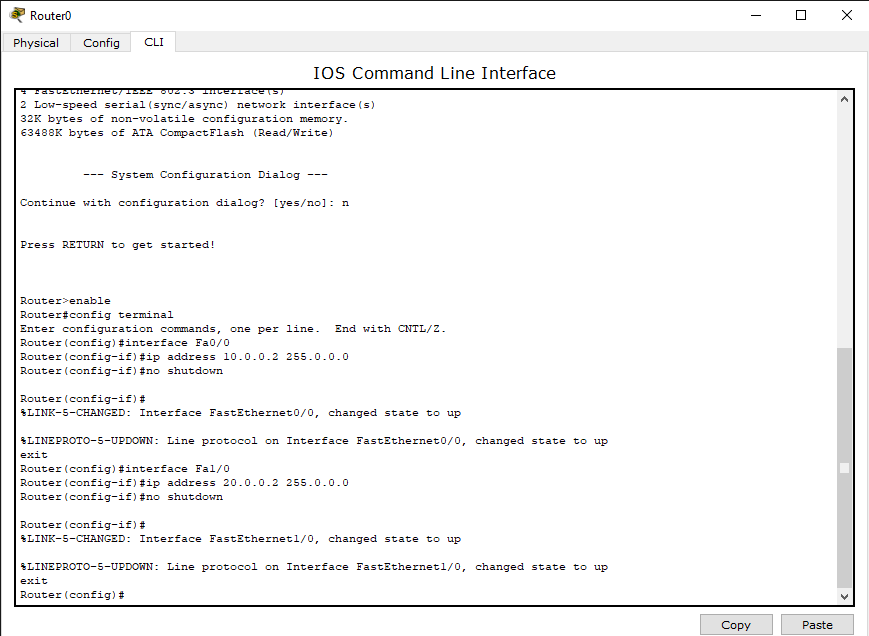 Router0
Physical Config CLI
IOS Command Line Interface
4 FastEthernet/IEEE 802.3 interface(s)
2 Low-speed serial(sync/async) network interface(s)
32K bytes of non-volatile configuration memory.
63488K bytes of ATA CompactFlash (Read/Write)
--- System Configuration Dialog ---
Continue with configuration dialog? [yes/no]: n
Press RETURN to get started!
Router>enable
Router#config terminal
Enter configuration commands, one per line.  End with CNTL/Z.
Router(config)#interface Fa0/0
Router(config-if)#ip address 10.0.0.2 255.0.0.0
Router(config-if)#no shutdown
Router(config-if)#
%LINK-5-CHANGED: Interface FastEthernet0/0, changed state to up
%LINEPROTO-5-UPDOWN: Line protocol on Interface FastEthernet0/0, changed state to up
exit
Router(config)#interface Fa1/0
Router(config-if)#ip address 20.0.0.2 255.0.0.0
Router(config-if)#no shutdown
Router(config-if)#
%LINK-5-CHANGED: Interface FastEthernet1/0, changed state to up
%LINEPROTO-5-UPDOWN: Line protocol on Interface FastEthernet1/0, changed state to up
exit
Router(config)#
Copy Paste